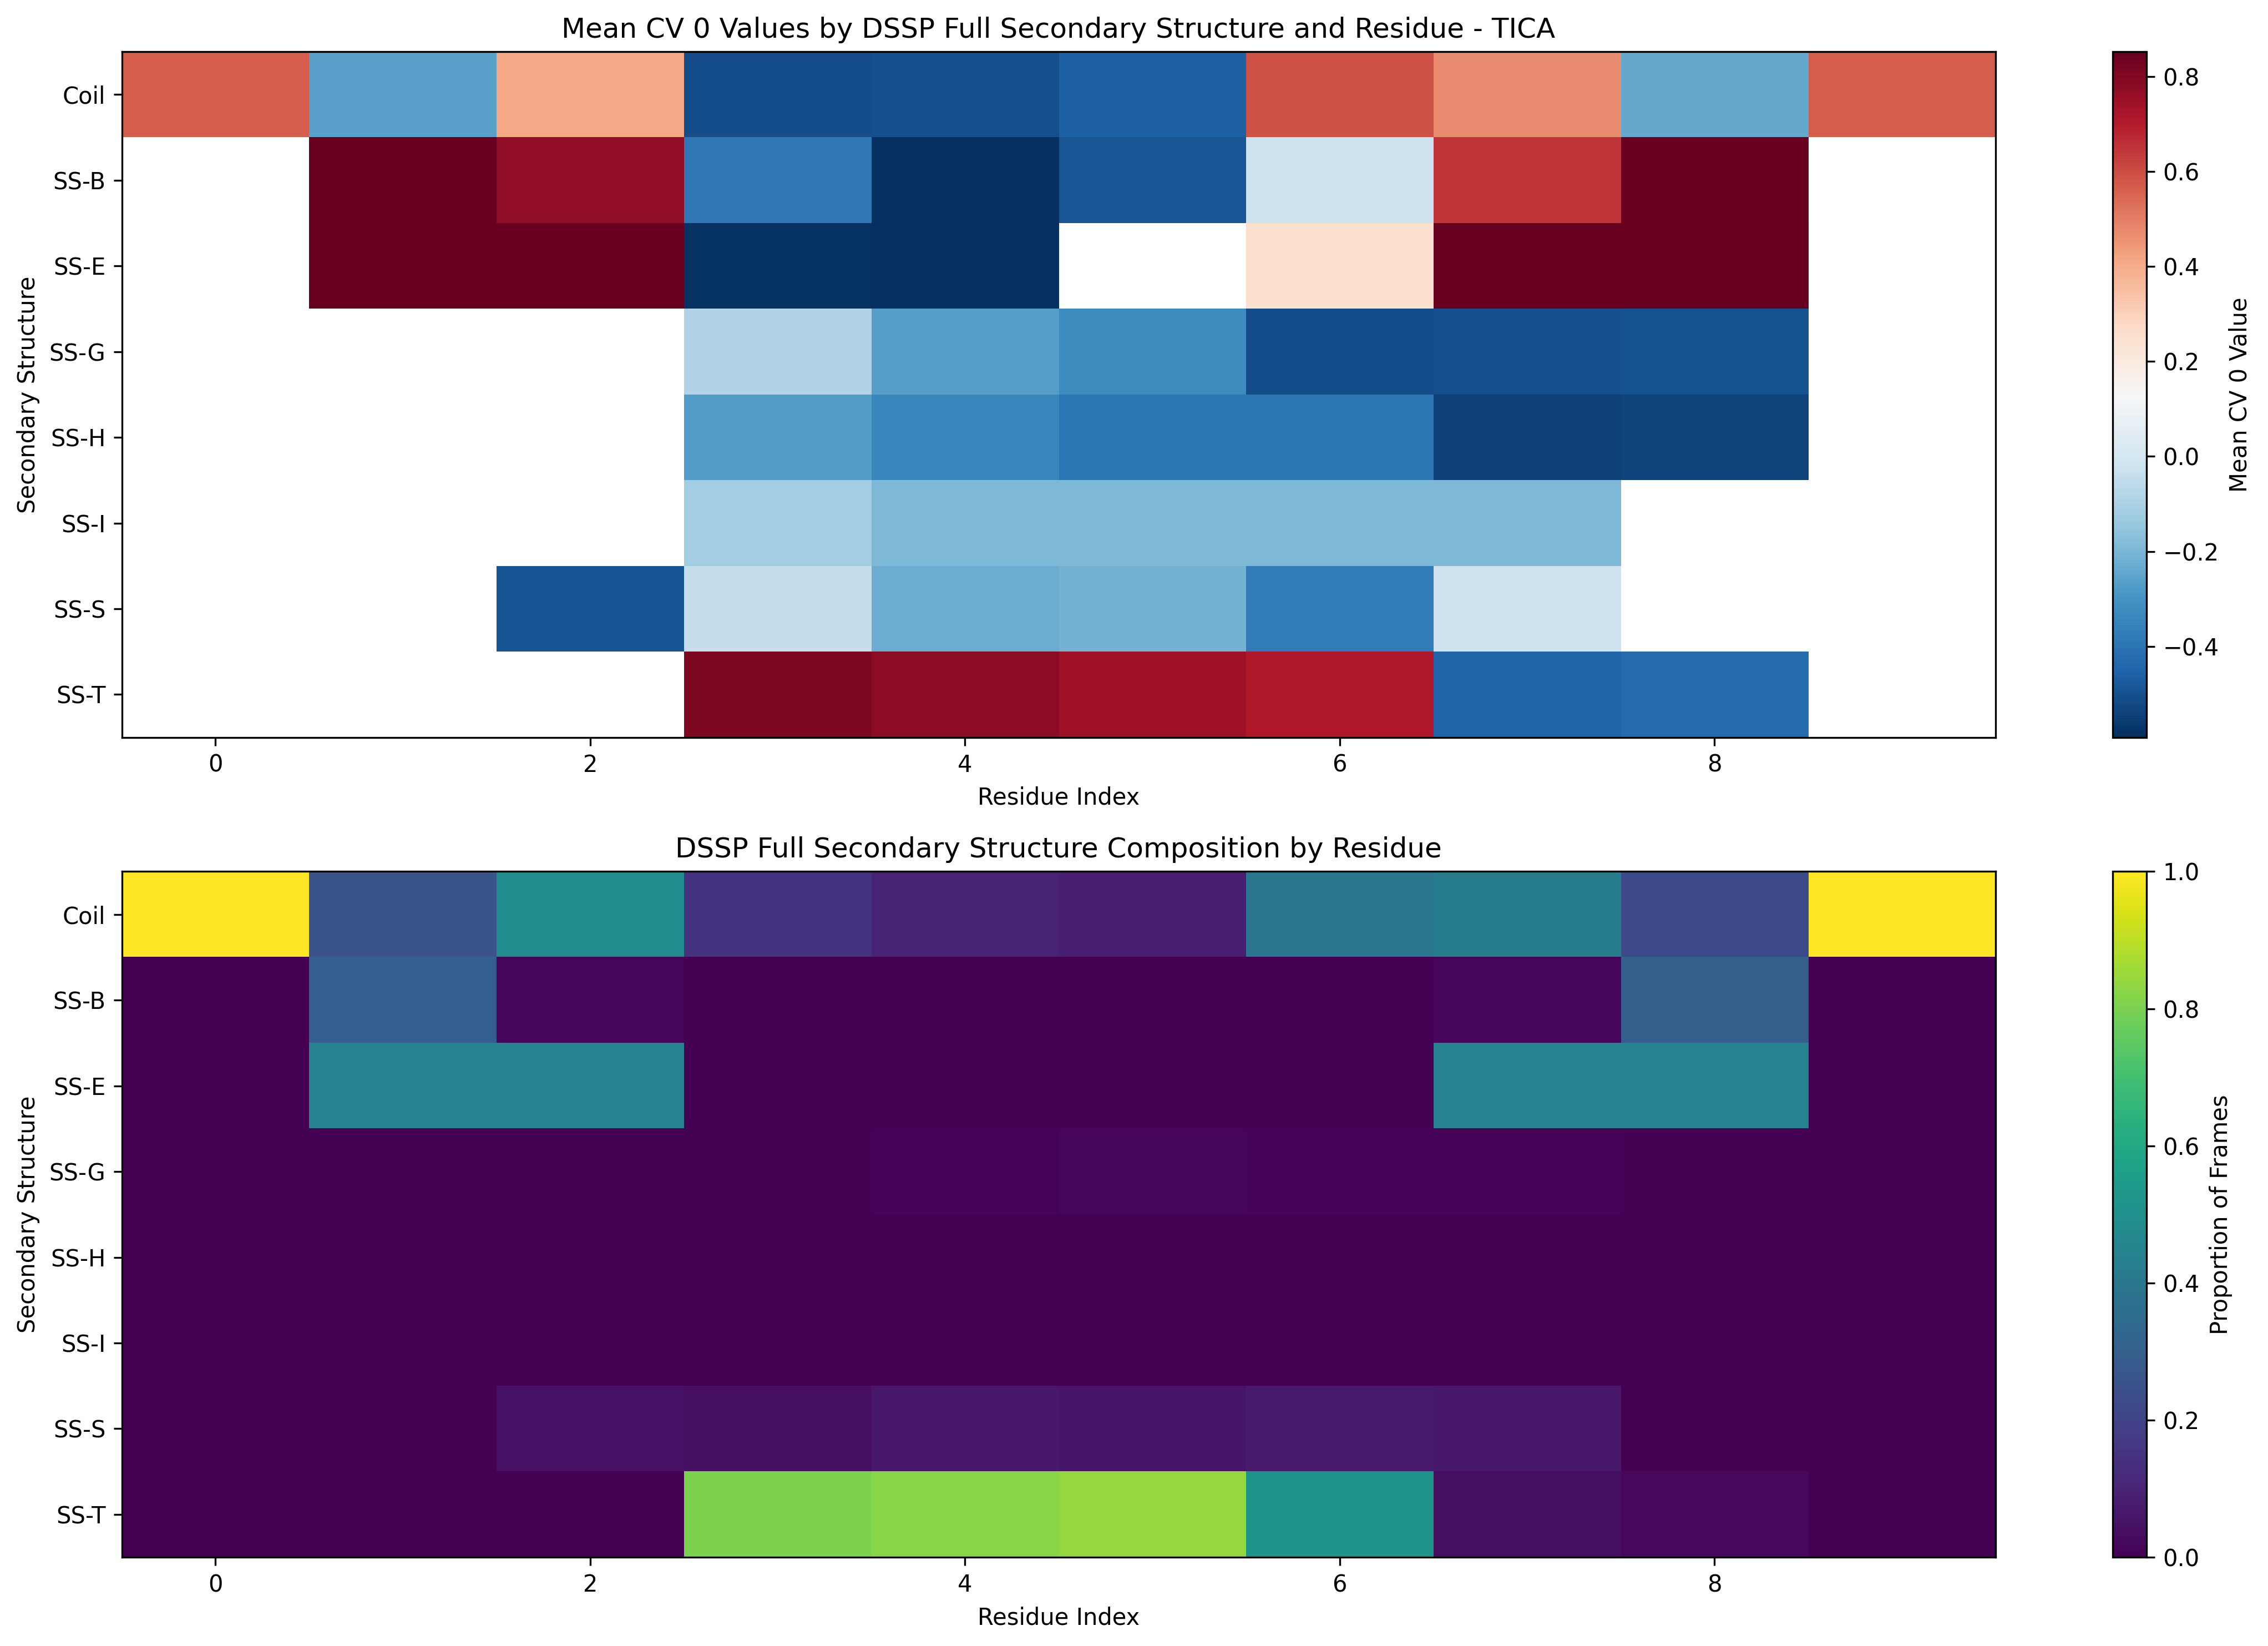 Mean CV 0 Values by DSSP Full Secondary Structure and Residue - TICA
Secondary Structure
Coil
SS-B
SS-E
SS-G
SS-H
SS-I
SS-S
SS-T
0 2 4 6 8
Residue Index
0.8
0.6
0.4
0.2
0.0
−0.2
−0.4
Mean CV 0 Value
DSSP Full Secondary Structure Composition by Residue
Secondary Structure
Coil
SS-B
SS-E
SS-G
SS-H
SS-I
SS-S
SS-T
0 2 4 6 8
Residue Index
1.0
0.8
0.6
0.4
0.2
0.0
Proportion of Frames